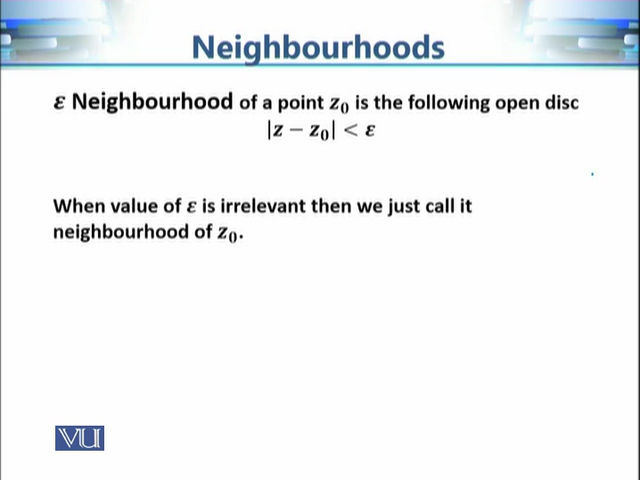 Neighbourhoods
ε Neighbourhood of a point z₀ is the following open disc
|z − z₀| < ε
When value of ε is irrelevant then we just call it
neighbourhood of z₀.
VU